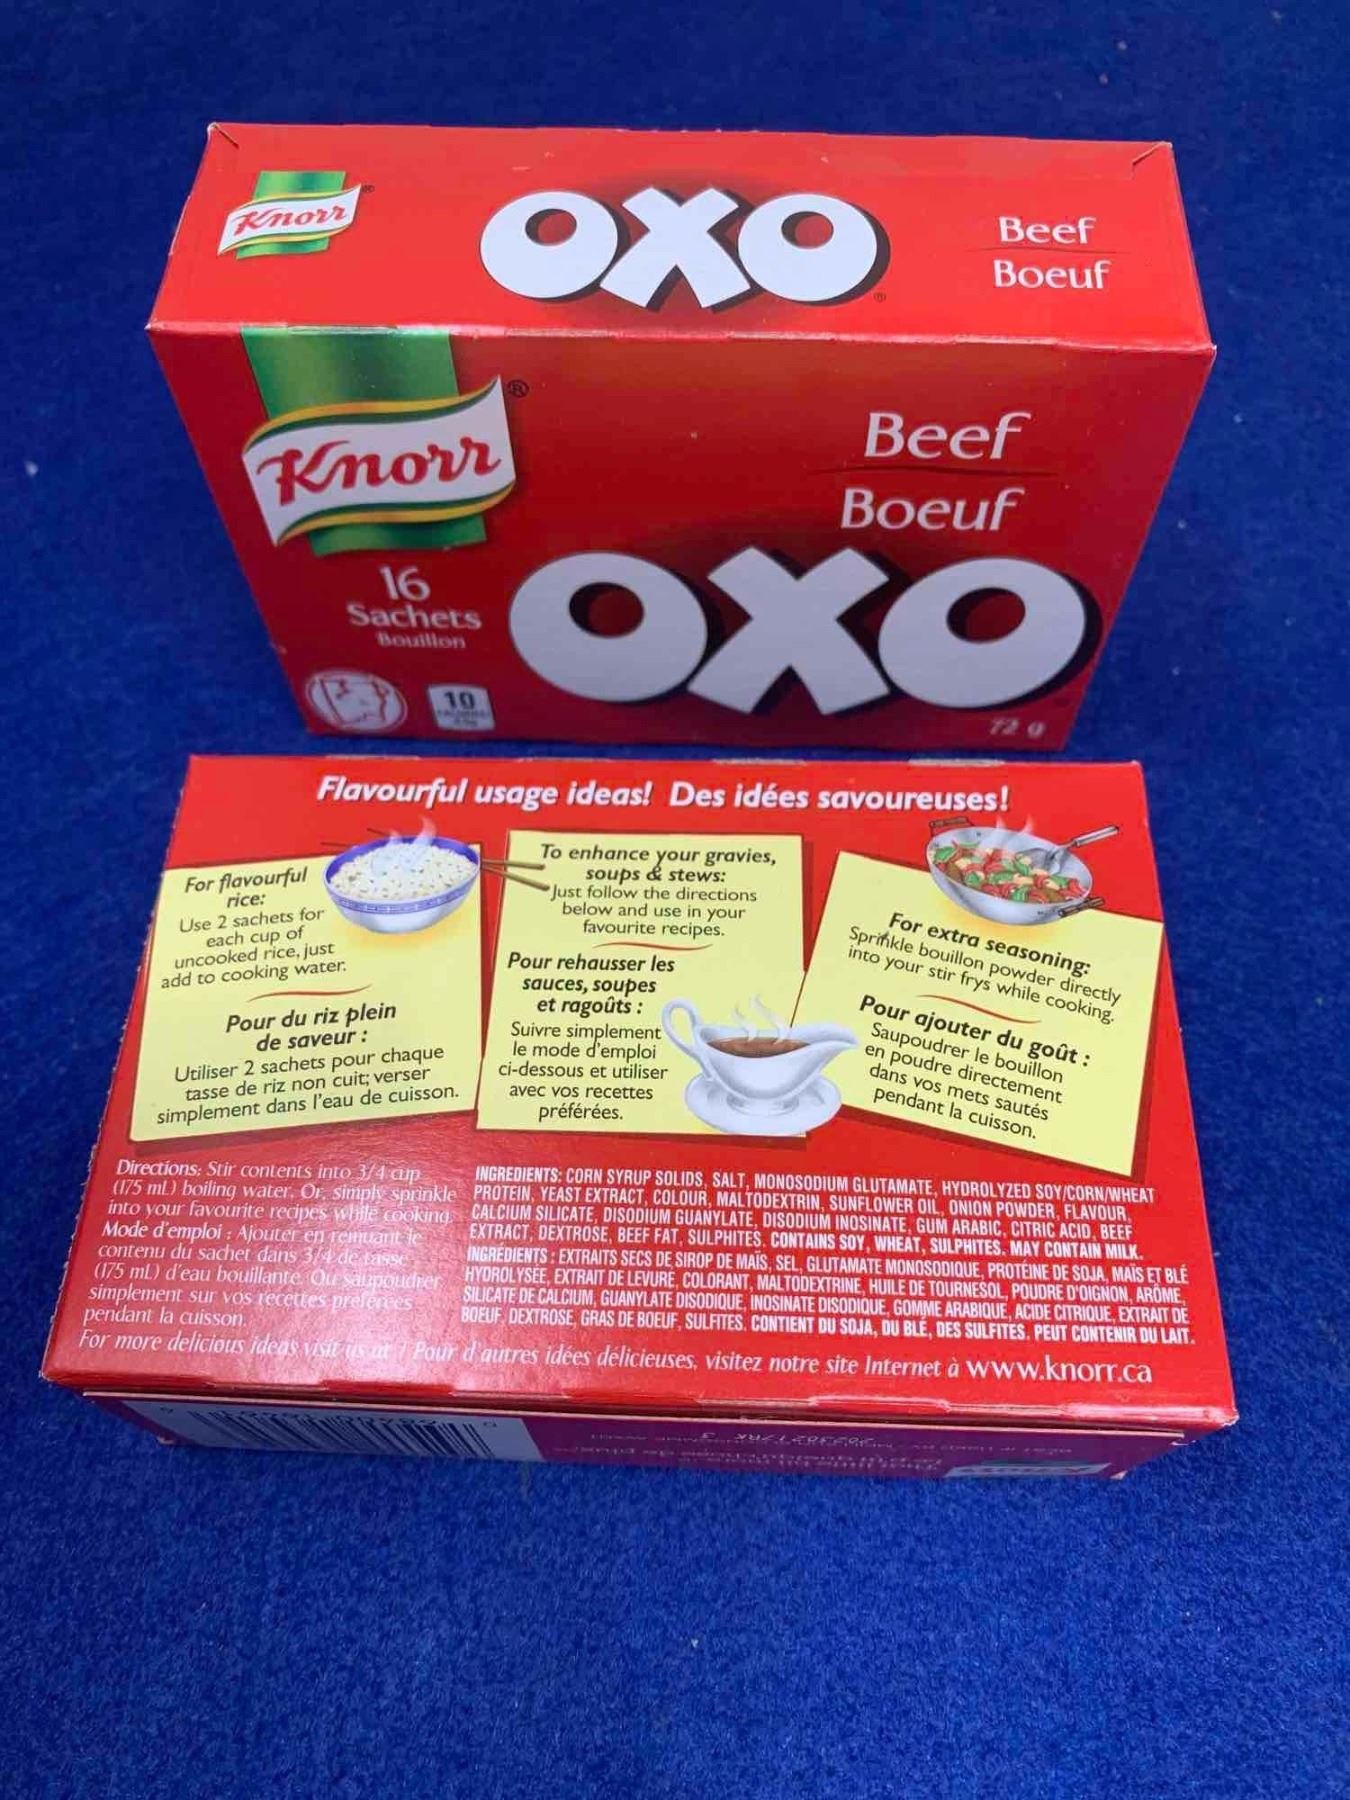 Knorr®
OXO®
Beef
Boeuf
Knorr®
Beef
Boeuf
16
Sachets
Bouillon
OXO
10
72 g
Flavourful usage ideas! Des idées savoureuses!
For flavourful
rice:
Use 2 sachets for
each cup of
uncooked rice, just
add to cooking water.
Pour du riz plein
de saveur :
Utiliser 2 sachets pour chaque
tasse de riz non cuit; verser
simplement dans l'eau de cuisson.
To enhance your gravies,
soups & stews:
Just follow the directions
below and use in your
favourite recipes.
Pour rehausser les
sauces, soupes
et ragoûts :
Suivre simplement
le mode d'emploi
ci-dessous et utiliser
avec vos recettes
préférées.
For extra seasoning:
Sprinkle bouillon powder directly
into your stir frys while cooking.
Pour ajouter du goût :
Saupoudrer le bouillon
en poudre directement
dans vos mets sautés
pendant la cuisson.
Directions: Stir contents into 3/4 cup
(175 mL) boiling water. Or, simply sprinkle
into your favourite recipes while cooking.
Mode d'emploi : Ajouter en remuant le
contenu du sachet dans 3/4 de tasse
(175 mL) d'eau bouillante. Ou saupoudrer
simplement sur vos recettes préférées
pendant la cuisson.
INGREDIENTS: CORN SYRUP SOLIDS, SALT, MONOSODIUM GLUTAMATE, HYDROLYZED SOY/CORN/WHEAT
PROTEIN, YEAST EXTRACT, COLOUR, MALTODEXTRIN, SUNFLOWER OIL, ONION POWDER, FLAVOUR,
CALCIUM SILICATE, DISODIUM GUANYLATE, DISODIUM INOSINATE, GUM ARABIC, CITRIC ACID, BEEF
EXTRACT, DEXTROSE, BEEF FAT, SULPHITES. CONTAINS SOY, WHEAT, SULPHITES. MAY CONTAIN MILK.
INGRÉDIENTS : EXTRAITS SECS DE SIROP DE MAÏS, SEL, GLUTAMATE MONOSODIQUE, PROTÉINE DE SOJA, MAÏS ET BLÉ
HYDROLYSÉE, EXTRAIT DE LEVURE, COLORANT, MALTODEXTRINE, HUILE DE TOURNESOL, POUDRE D'OIGNON, ARÔME,
SILICATE DE CALCIUM, GUANYLATE DISODIQUE, INOSINATE DISODIQUE, GOMME ARABIQUE, ACIDE CITRIQUE, EXTRAIT DE
BOEUF, DEXTROSE, GRAS DE BOEUF, SULFITES. CONTIENT DU SOJA, DU BLÉ, DES SULFITES. PEUT CONTENIR DU LAIT.
For more delicious ideas visit us at / Pour d'autres idées délicieuses, visitez notre site Internet à www.knorr.ca